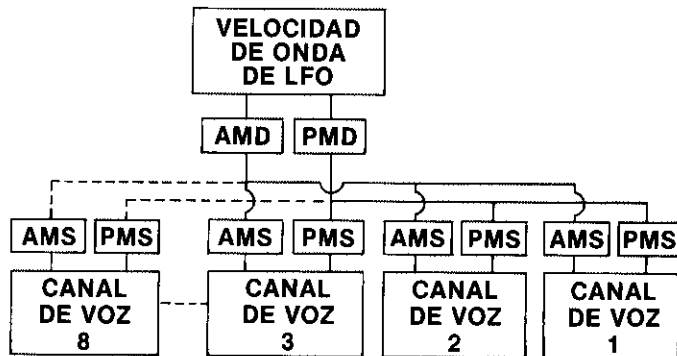 VELOCIDAD
DE ONDA
DE LFO
AMD PMD
AMS PMS AMS PMS AMS PMS AMS PMS
CANAL
DE VOZ
8
CANAL
DE VOZ
3
CANAL
DE VOZ
2
CANAL
DE VOZ
1